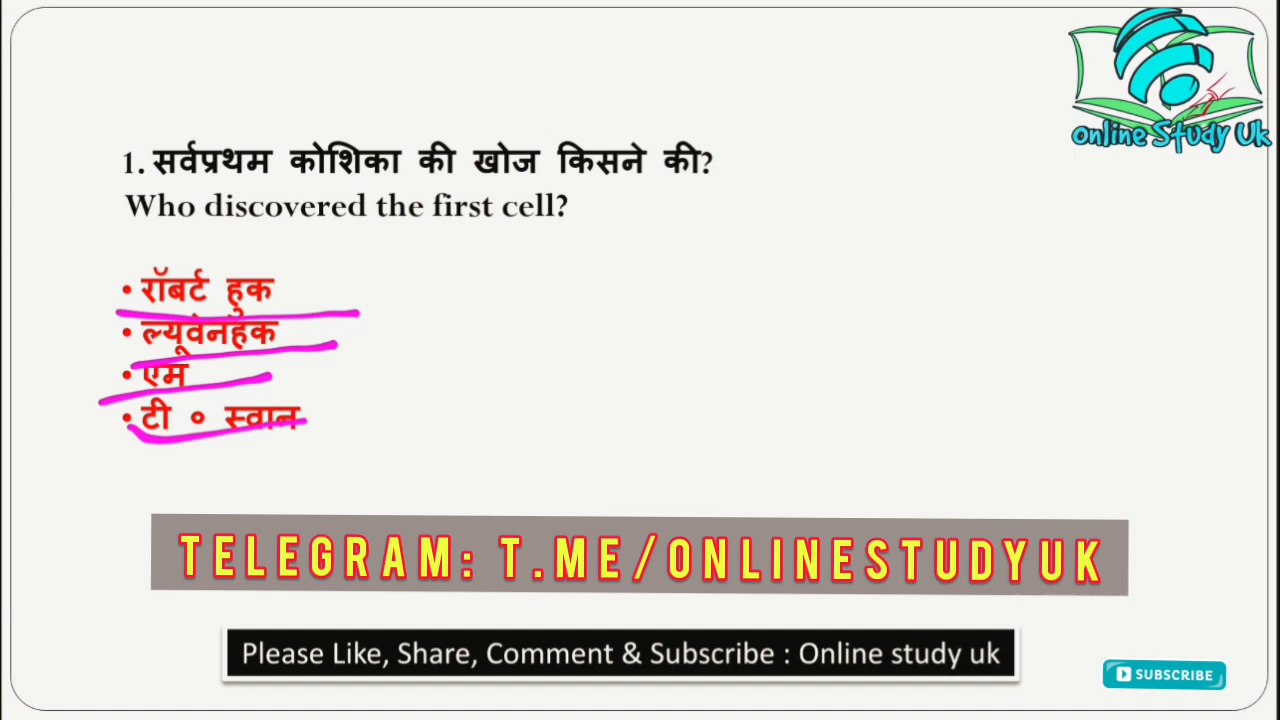 Online Study Uk
1. सर्वप्रथम कोशिका की खोज किसने की?
Who discovered the first cell?
• रॉबर्ट हुक
• ल्यूवेनहॅक
• एम
• टी ० स्वान
TELEGRAM: T.ME/ONLINESTUDYUK
Please Like, Share, Comment & Subscribe : Online study uk
SUBSCRIBE